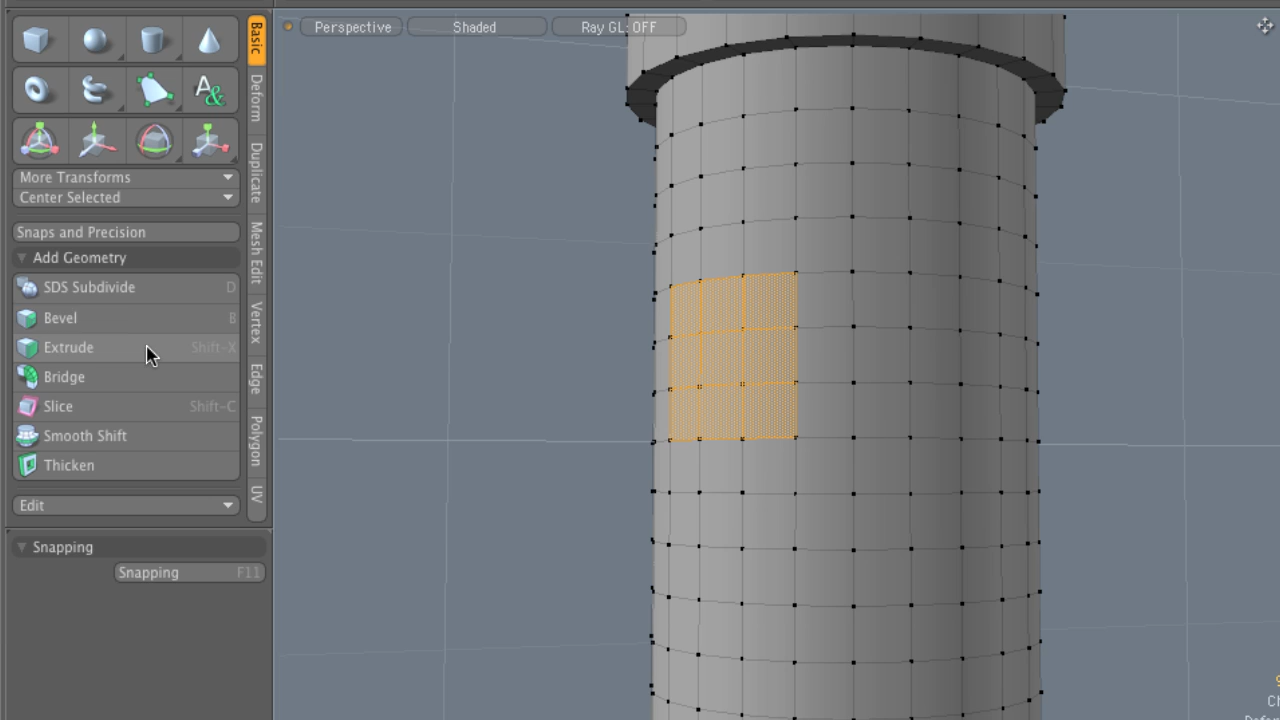 Perspective
Shaded
Ray GL: OFF
Basic
Deform
Duplicate
Mesh Edit
Vertex
Edge
Polygon
UV
More Transforms
Center Selected
Snaps and Precision
Add Geometry
SDS Subdivide D
Bevel B
Extrude Shift-X
Bridge
Slice Shift-C
Smooth Shift
Thicken
Edit
Snapping
Snapping F11